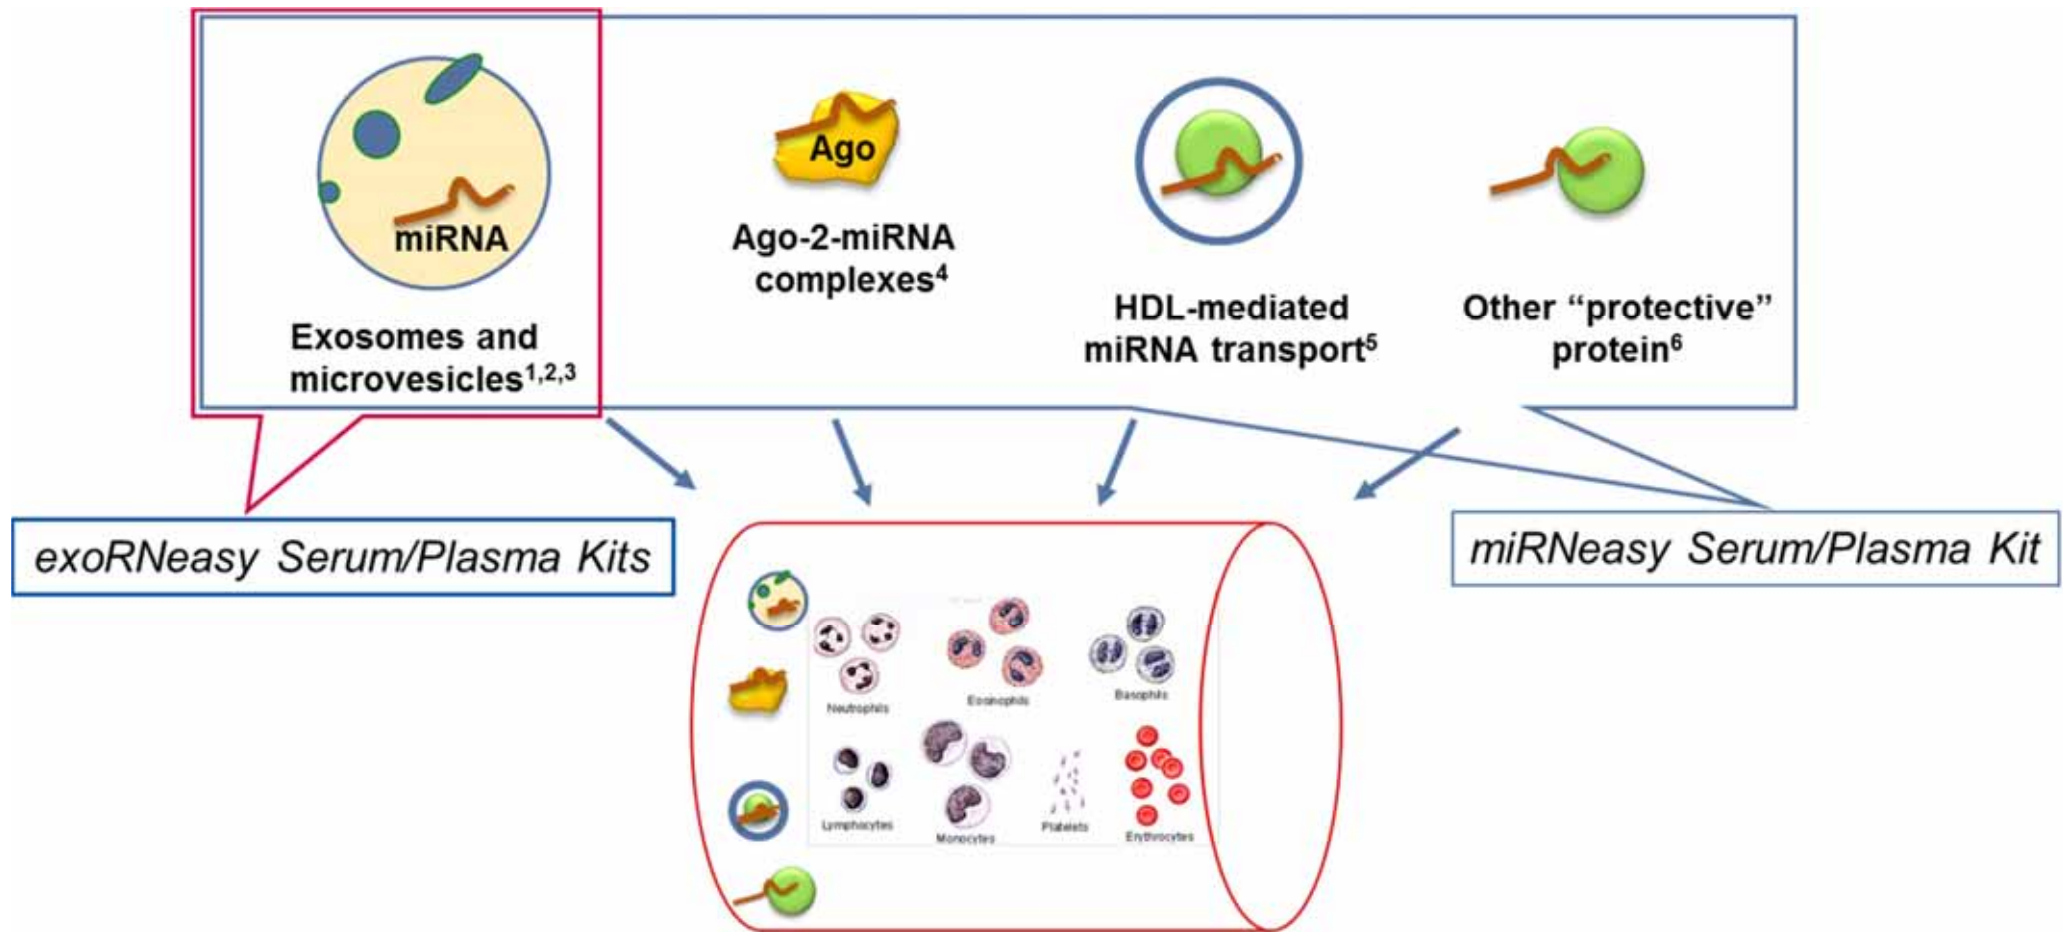 miRNA
Exosomes and
microvesicles1,2,3
Ago
Ago-2-miRNA
complexes4
HDL-mediated
miRNA transport5
Other “protective”
protein6
exoRNeasy Serum/Plasma Kits
miRNeasy Serum/Plasma Kit
Neutrophils
Eosinophils
Basophils
Lymphocytes
Monocytes
Platelets
Erythrocytes